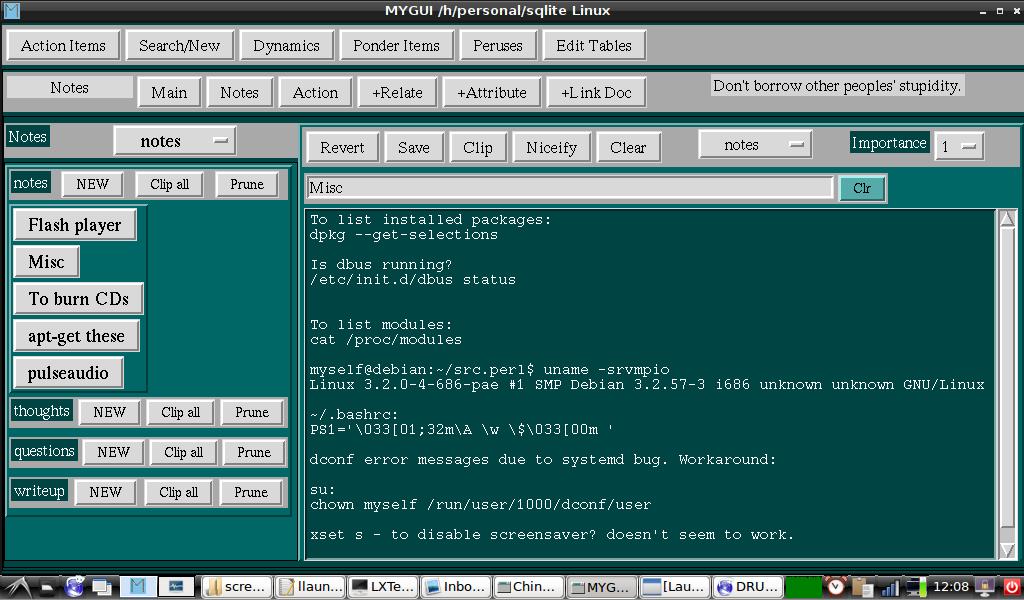 MYGUI /h/personal/sqlite Linux
Action Items Search/New Dynamics Ponder Items Peruses Edit Tables
Notes Main Notes Action +Relate +Attribute +Link Doc Don't borrow other peoples' stupidity.
Notes notes
Revert Save Clip Niceify Clear notes Importance 1
notes NEW Clip all Prune
Misc Clr
Flash player
Misc
To burn CDs
apt-get these
pulseaudio
thoughts NEW Clip all Prune
questions NEW Clip all Prune
writeup NEW Clip all Prune
To list installed packages:
dpkg --get-selections
Is dbus running?
/etc/init.d/dbus status
To list modules:
cat /proc/modules
myself@debian:~/src.perl$ uname -srvmpio
Linux 3.2.0-4-686-pae #1 SMP Debian 3.2.57-3 i686 unknown unknown GNU/Linux
~/.bashrc:
PS1='\033[01;32m\A \w \$\033[00m '
dconf error messages due to systemd bug. Workaround:
su:
chown myself /run/user/1000/dconf/user
xset s - to disable screensaver? doesn't seem to work.
scre... llaun... LXTe... Inbo... Chin... MYG... [Lau... DRU... 12:08